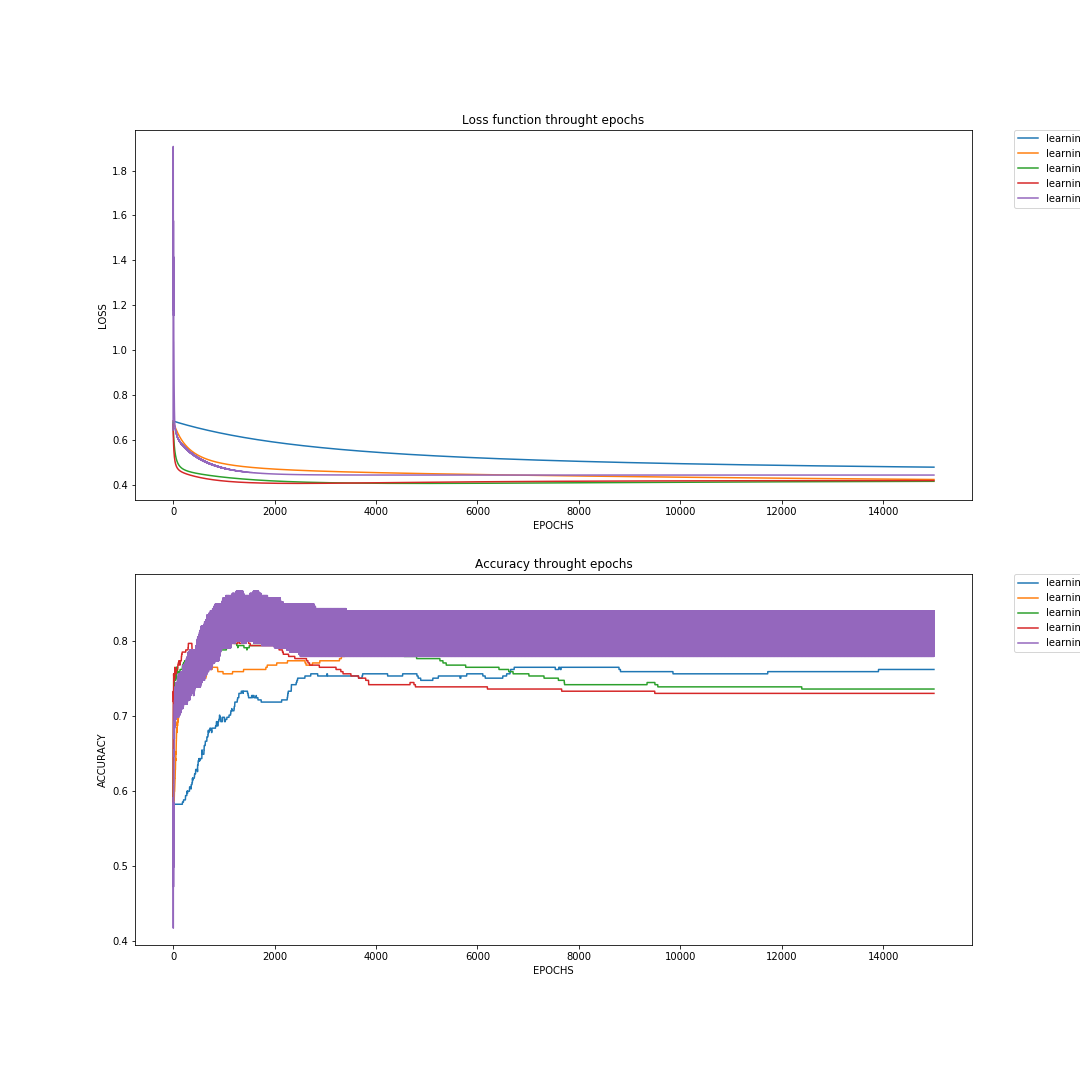 Loss function throught epochs
1.8
1.6
1.4
1.2
1.0
0.8
0.6
0.4
LOSS
0 2000 4000 6000 8000 10000 12000 14000
EPOCHS
learnin
learnin
learnin
learnin
learnin
Accuracy throught epochs
0.8
0.7
0.6
0.5
0.4
ACCURACY
0 2000 4000 6000 8000 10000 12000 14000
EPOCHS
learnin
learnin
learnin
learnin
learnin